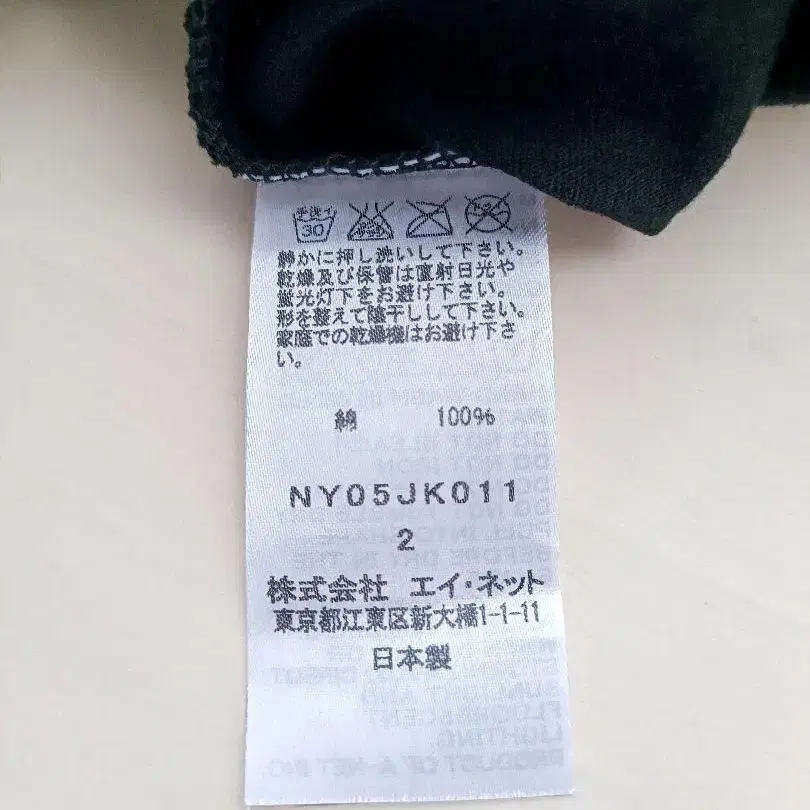 手洗イ
30
静かに押し洗いして下さい。
乾燥及び保管は直射日光や
蛍光灯下をお避け下さい。
形を整えて陰干しして下さい。
家庭での乾燥機はお避け下さ
い。
綿 100%
NY05JK011
2
株式会社 エイ・ネット
東京都江東区新大橋1-1-11
日本製